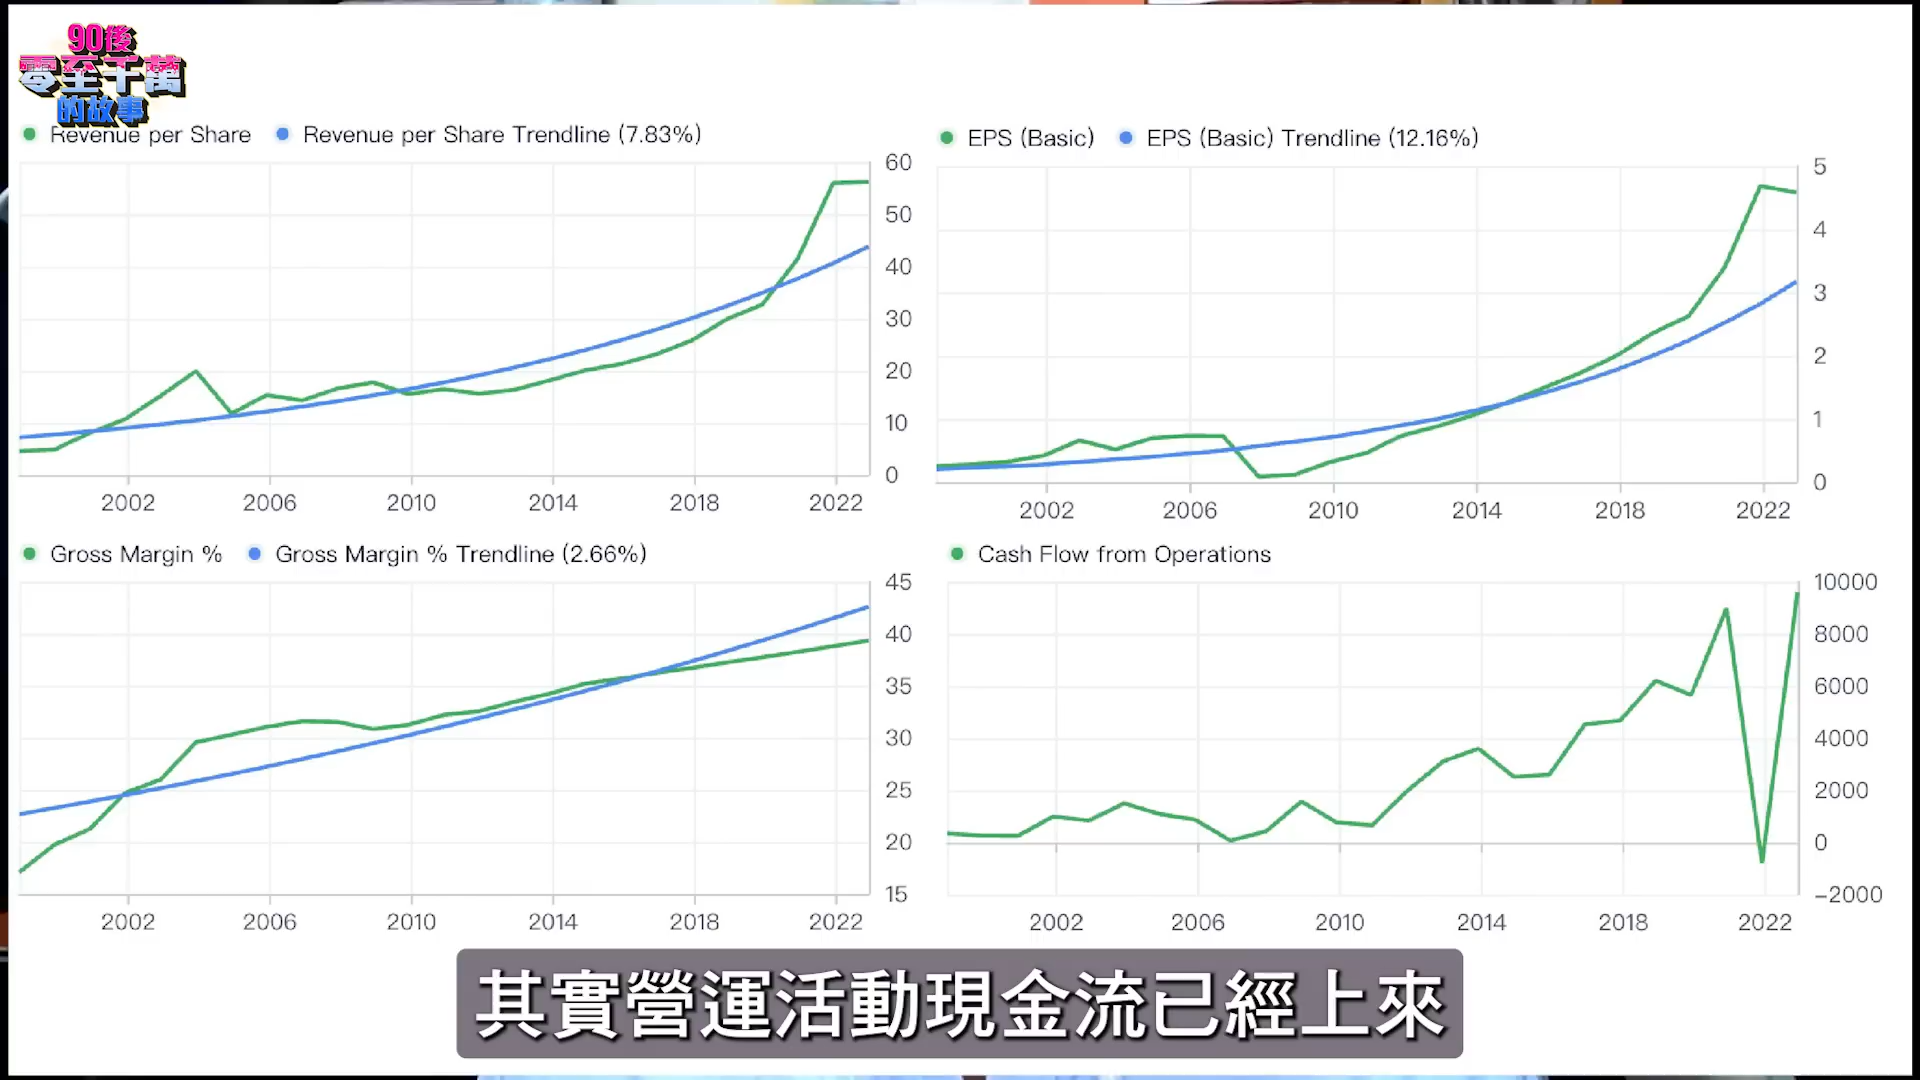 90後
零至千萬
的故事
Revenue per Share Revenue per Share Trendline (7.83%)
60
50
40
30
20
10
0
2002 2006 2010 2014 2018 2022
EPS (Basic) EPS (Basic) Trendline (12.16%)
5
4
3
2
1
0
2002 2006 2010 2014 2018 2022
Gross Margin % Gross Margin % Trendline (2.66%)
45
40
35
30
25
20
15
2002 2006 2010 2014 2018 2022
Cash Flow from Operations
10000
8000
6000
4000
2000
0
-2000
2002 2006 2010 2014 2018 2022
其實營運活動現金流已經上來